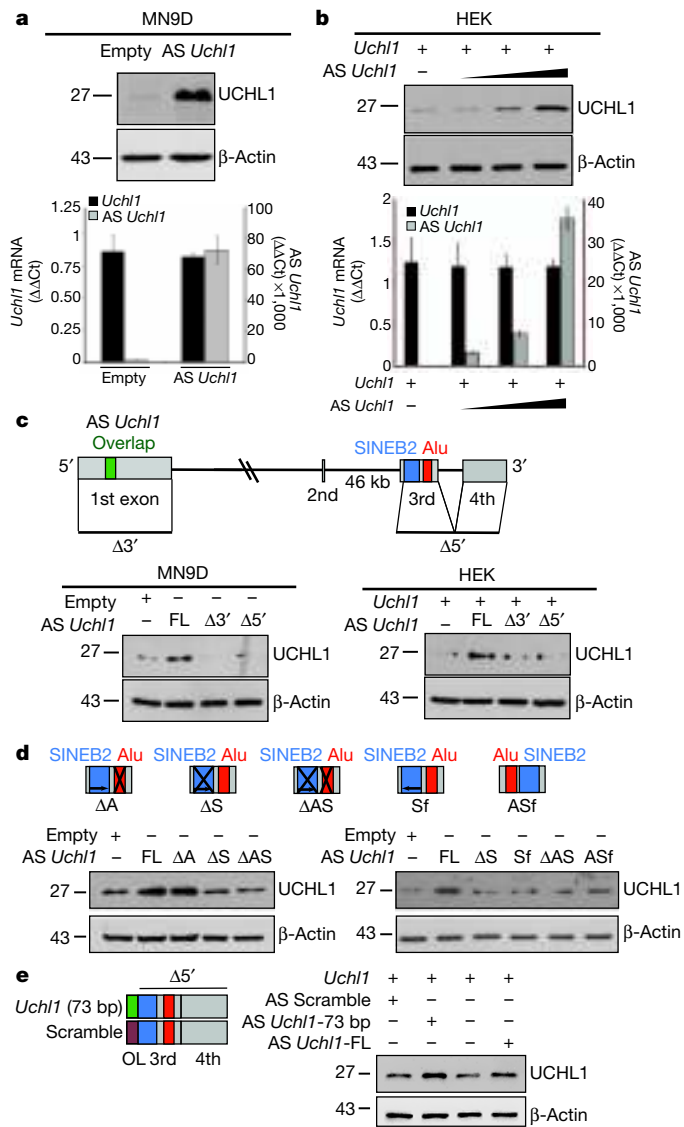 a
MN9D
Empty AS Uchl1
27
UCHL1
43
β-Actin
1.25
1
0.75
0.50
0.25
0
Uchl1 mRNA
(ΔΔCt)
Uchl1
AS Uchl1
100
80
60
40
20
0
AS Uchl1
(ΔΔCt) ×1,000
Empty AS Uchl1
b
HEK
Uchl1 + + + +
AS Uchl1 –
27
UCHL1
43
β-Actin
2
1.5
1
0.5
0
Uchl1 mRNA
(ΔΔCt)
Uchl1
AS Uchl1
40
30
20
10
0
AS Uchl1
(ΔΔCt) ×1,000
Uchl1 + + + +
AS Uchl1 –
c
AS Uchl1
Overlap
SINEB2 Alu
5′
3′
1st exon
2nd
46 kb
3rd
4th
Δ3′
Δ5′
MN9D
Empty + – – –
AS Uchl1 – FL Δ3′ Δ5′
27
UCHL1
43
β-Actin
HEK
Uchl1 + + + +
AS Uchl1 – FL Δ3′ Δ5′
27
UCHL1
43
β-Actin
d
SINEB2 Alu
SINEB2 Alu
SINEB2 Alu
SINEB2 Alu
Alu SINEB2
ΔA
ΔS
ΔAS
Sf
ASf
Empty + – – – –
AS Uchl1 – FL ΔA ΔS ΔAS
27
UCHL1
43
β-Actin
Empty + – – – – –
AS Uchl1 – FL ΔS Sf ΔAS ASf
27
UCHL1
43
β-Actin
e
Δ5′
Uchl1 (73 bp)
Scramble
OL 3rd 4th
Uchl1 + + + +
AS Scramble + – – –
AS Uchl1-73 bp – + – –
AS Uchl1-FL – – – +
27
UCHL1
43
β-Actin